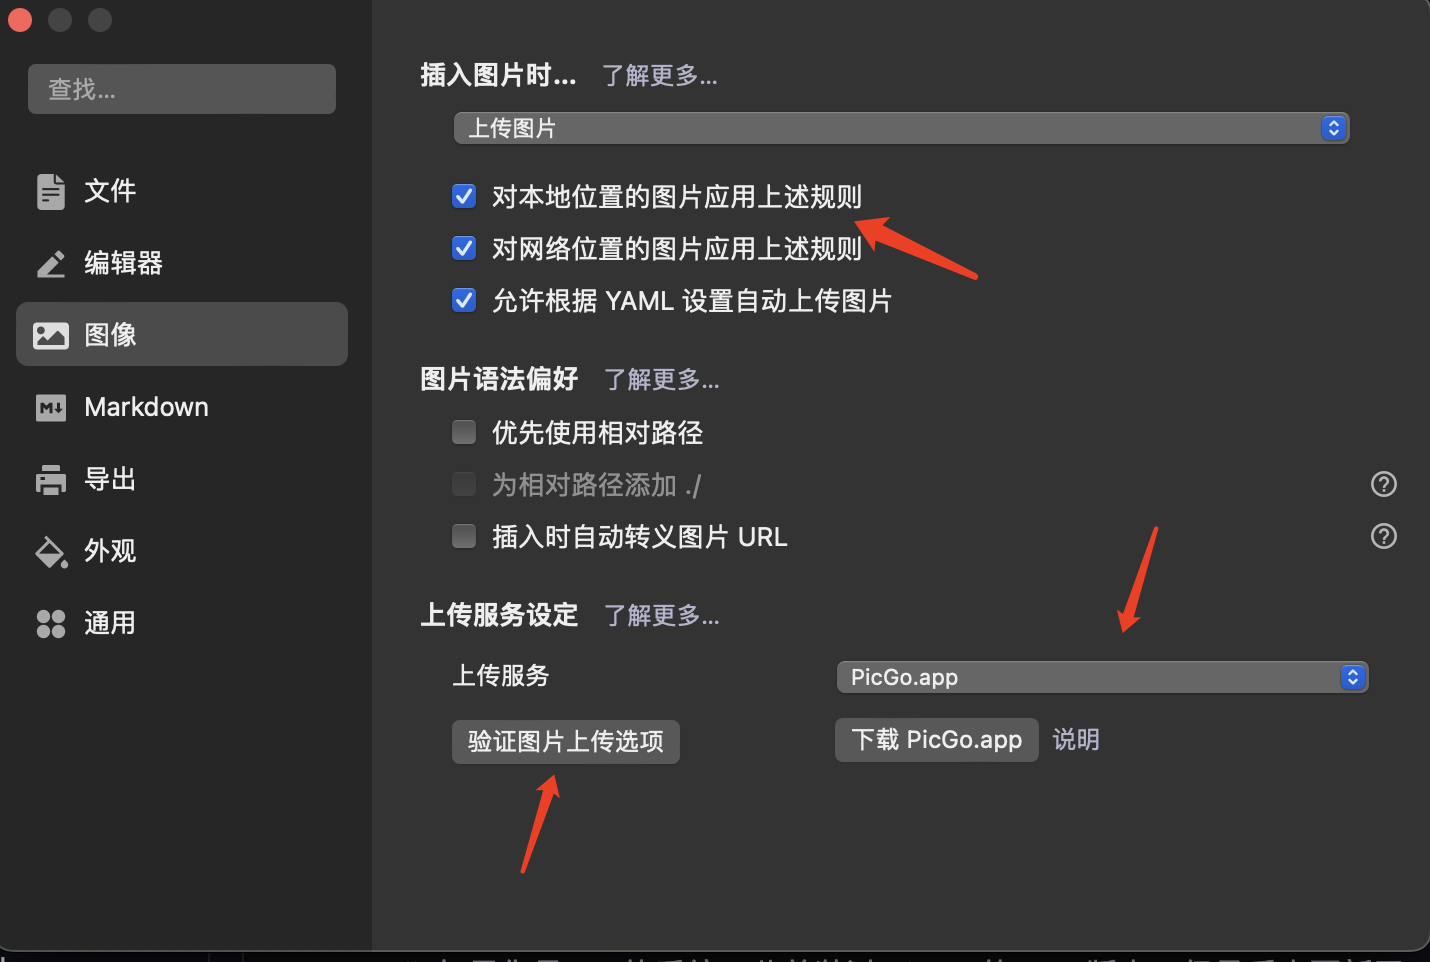 查找...
文件
编辑器
图像
Markdown
导出
外观
通用
插入图片时... 了解更多...
上传图片
对本地位置的图片应用上述规则
对网络位置的图片应用上述规则
允许根据 YAML 设置自动上传图片
图片语法偏好 了解更多...
优先使用相对路径
为相对路径添加 ./
插入时自动转义图片 URL
上传服务设定 了解更多...
上传服务 PicGo.app
验证图片上传选项 下载 PicGo.app 说明